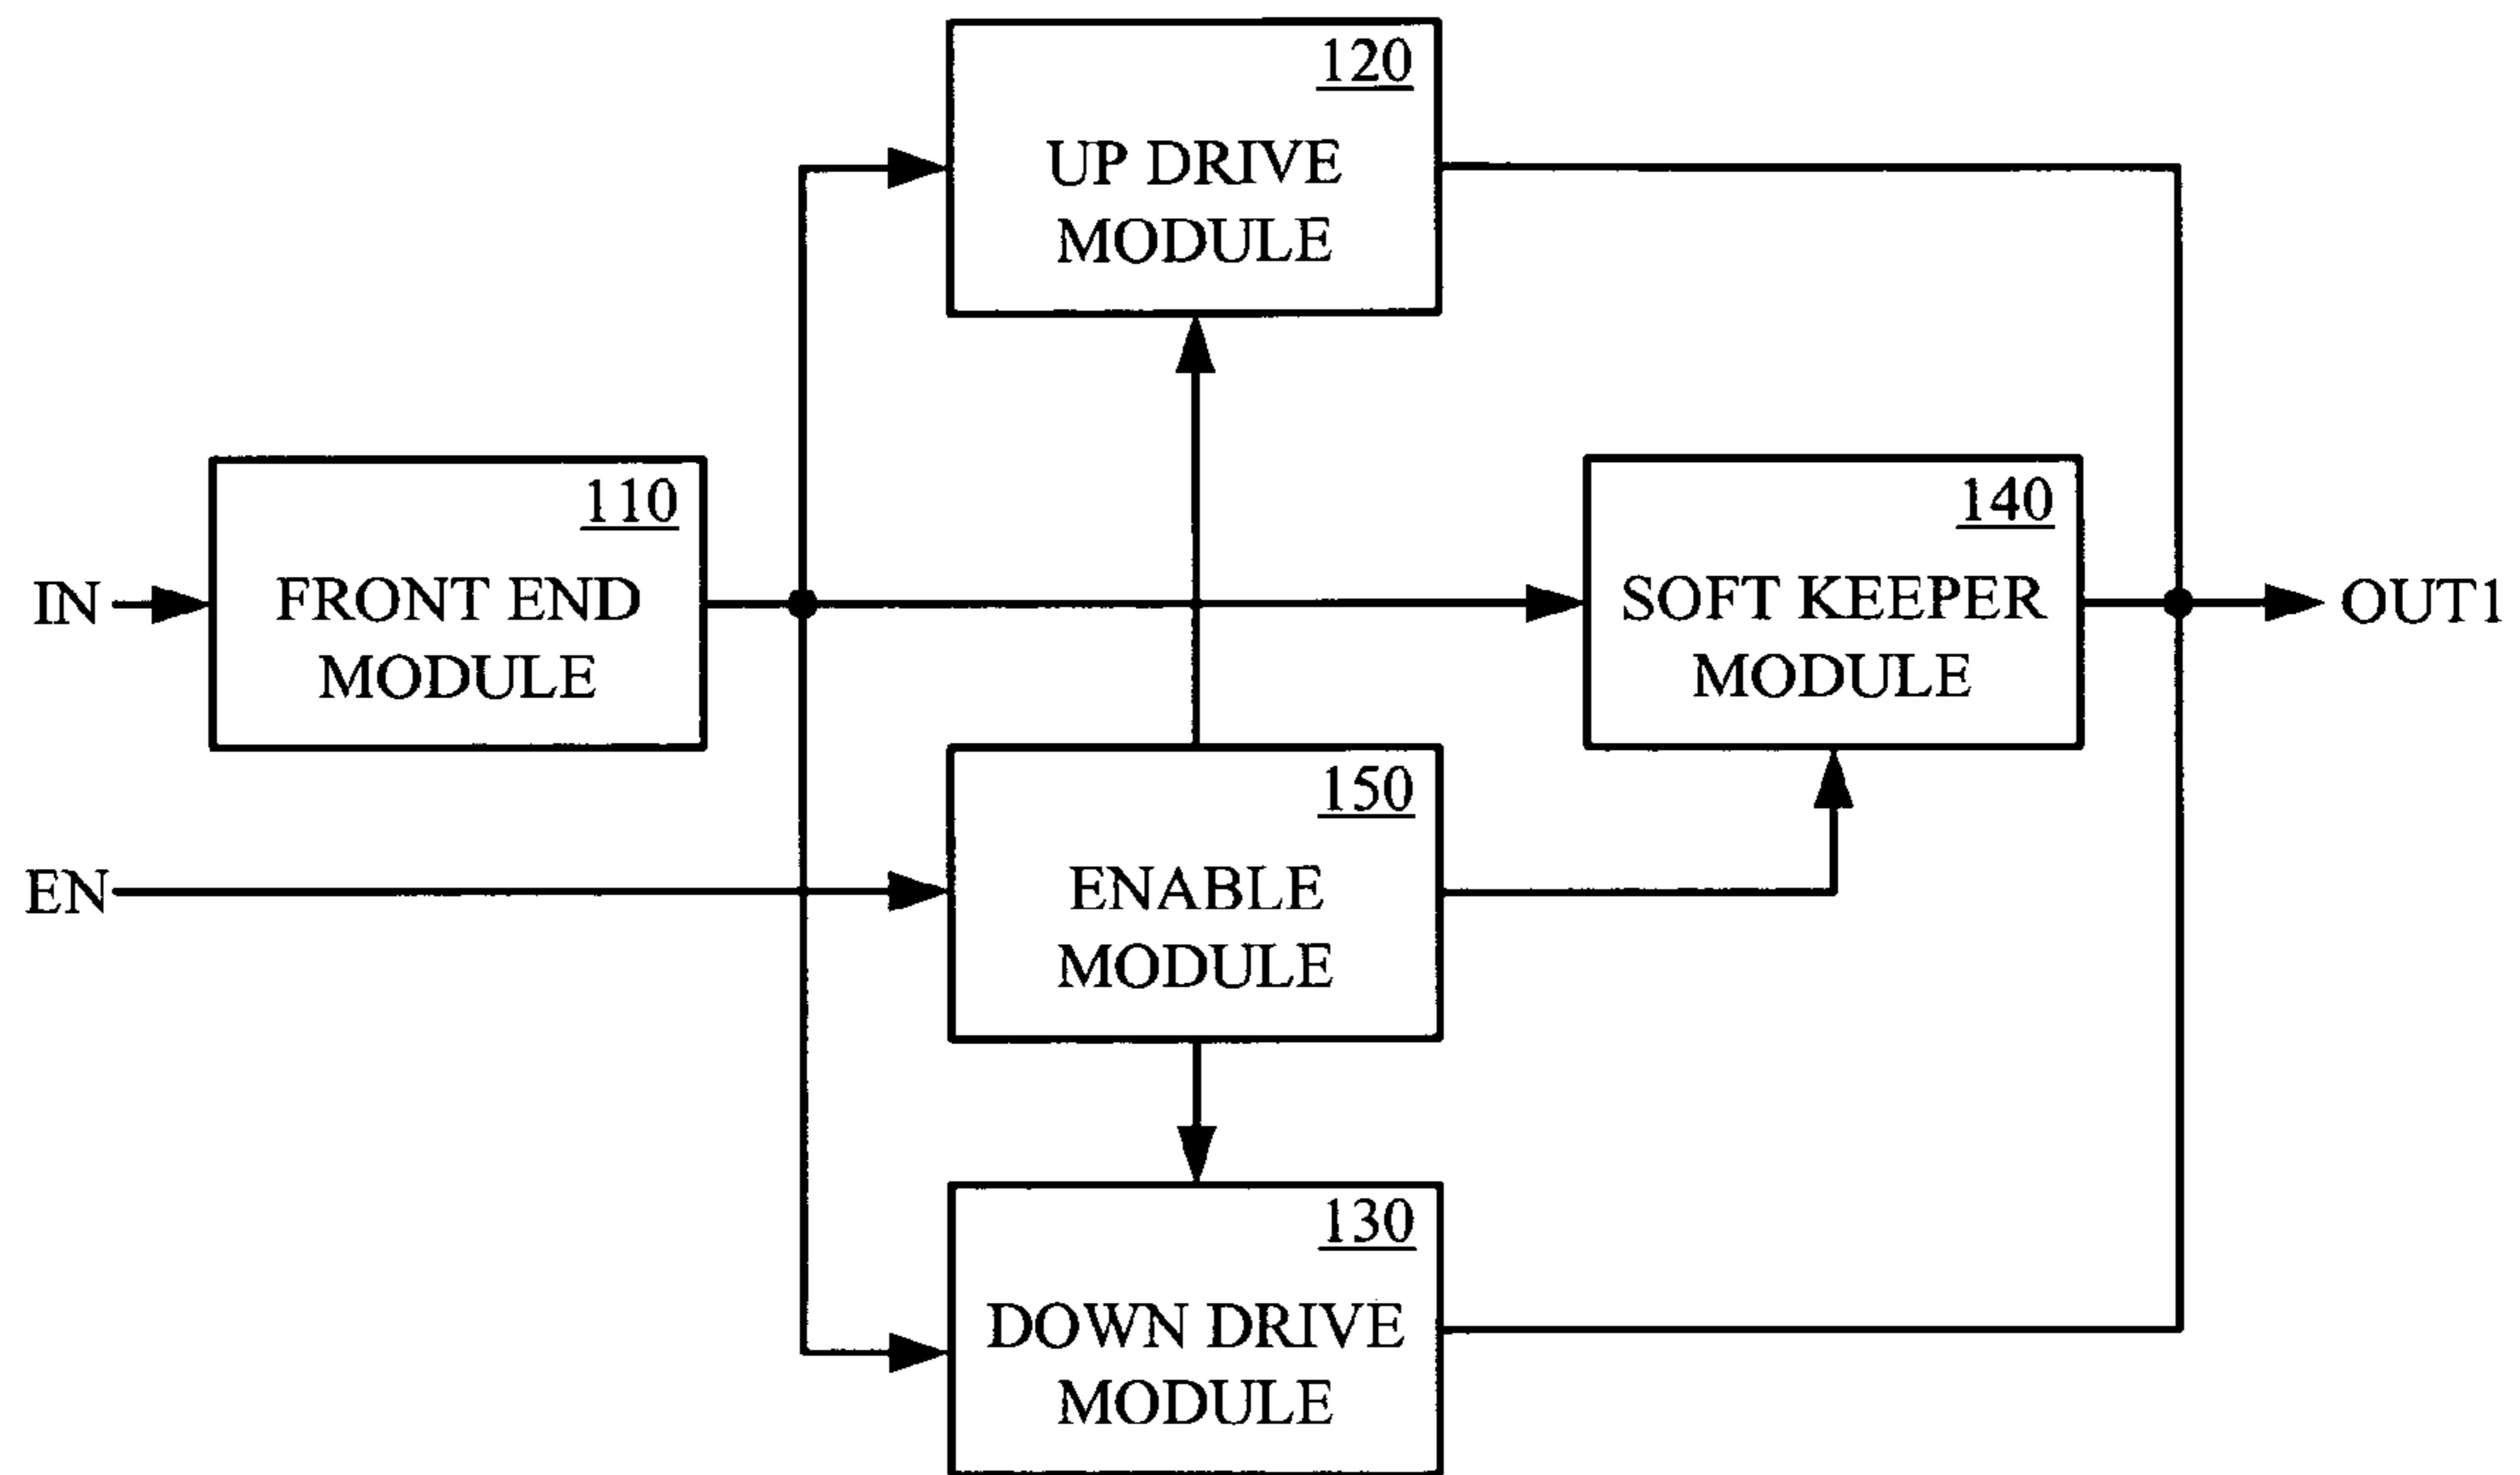 120
UP DRIVE
MODULE
110
FRONT END
MODULE
IN
140
SOFT KEEPER
MODULE
OUT1
150
ENABLE
MODULE
EN
130
DOWN DRIVE
MODULE